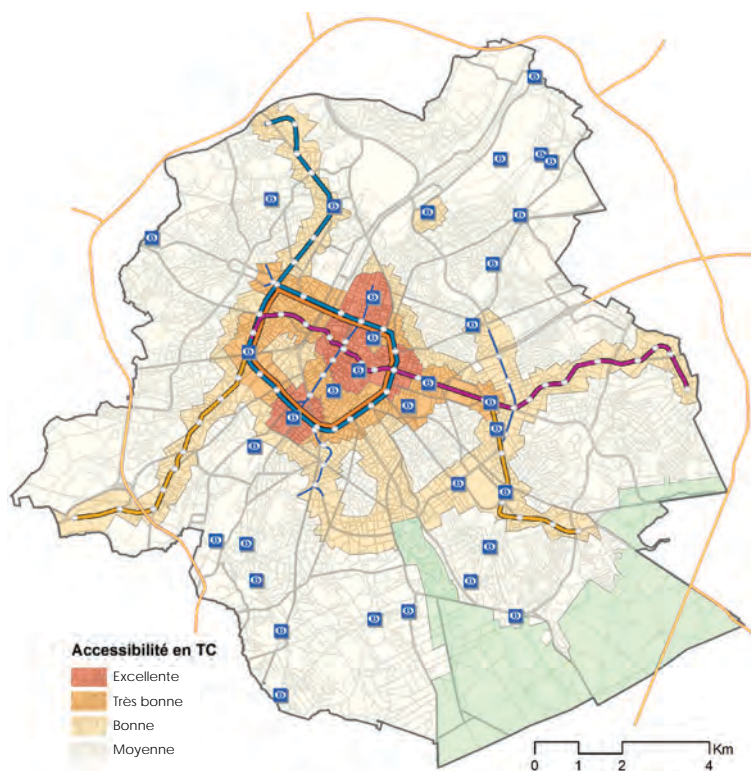 Accessibilité en TC
Excellente
Très bonne
Bonne
Moyenne
Km
0 1 2 4